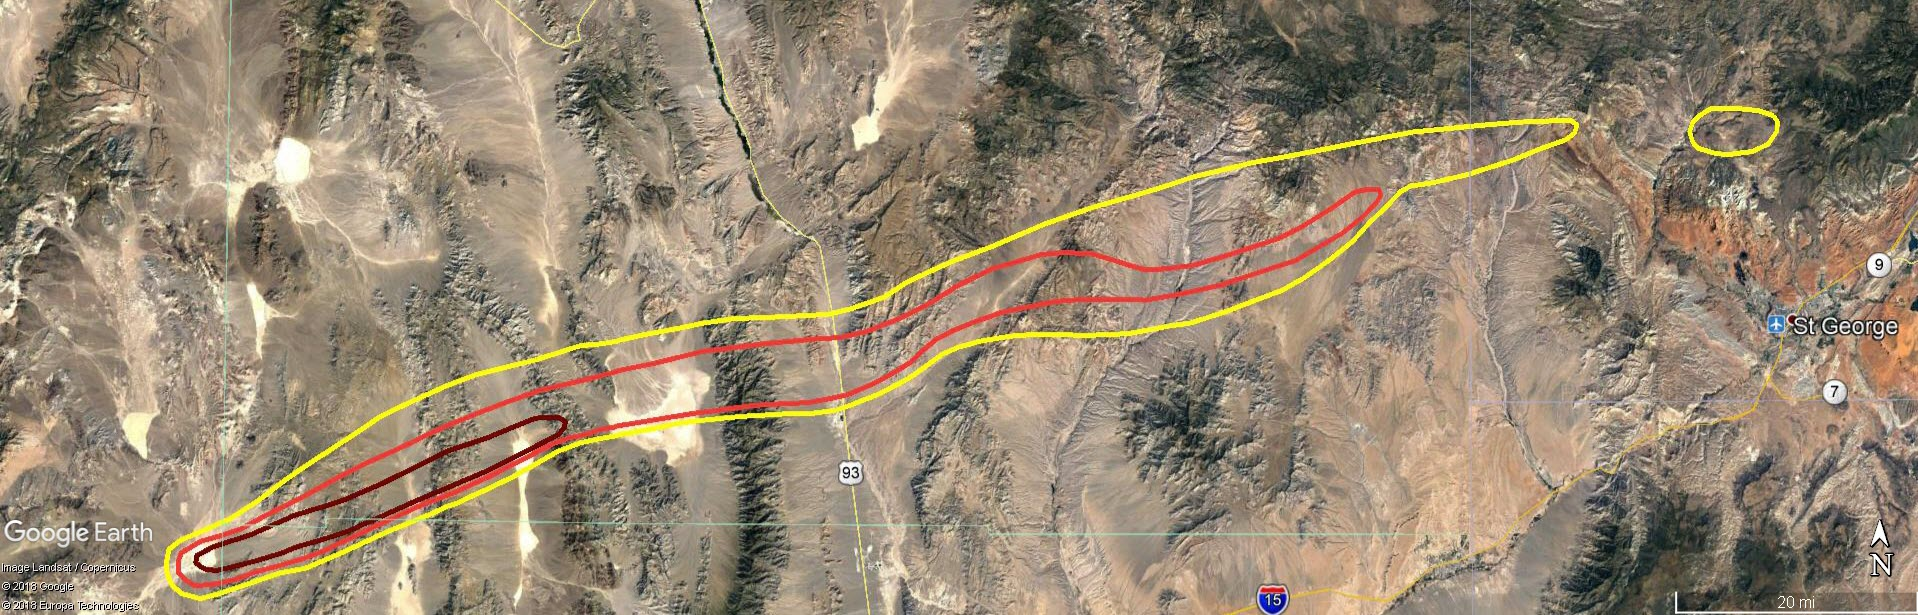 9
St George
7
93
Google Earth
Image Landsat / Copernicus
© 2018 Google
© 2018 Europa Technologies
N
15
20 mi